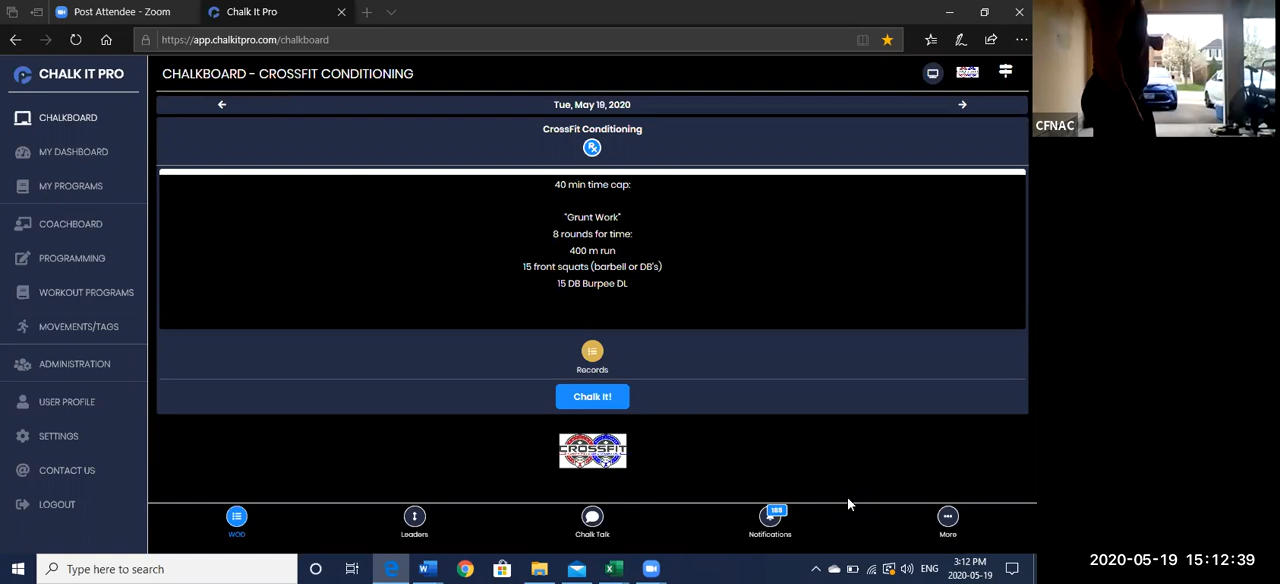 Post Attendee - Zoom
Chalk It Pro
https://app.chalkitpro.com/chalkboard
CHALK IT PRO
CHALKBOARD - CROSSFIT CONDITIONING
CHALKBOARD
MY DASHBOARD
MY PROGRAMS
COACHBOARD
PROGRAMMING
WORKOUT PROGRAMS
MOVEMENTS/TAGS
ADMINISTRATION
USER PROFILE
SETTINGS
CONTACT US
LOGOUT
Tue, May 19, 2020
CrossFit Conditioning
Rx
40 min time cap:
"Grunt Work"
8 rounds for time:
400 m run
15 front squats (barbell or DB's)
15 DB Burpee DL
Records
Chalk It!
CROSSFIT
WOD
Leaders
Chalk Talk
188
Notifications
More
CFNAC
Type here to search
ENG
3:12 PM
2020-05-19
2020-05-19 15:12:39